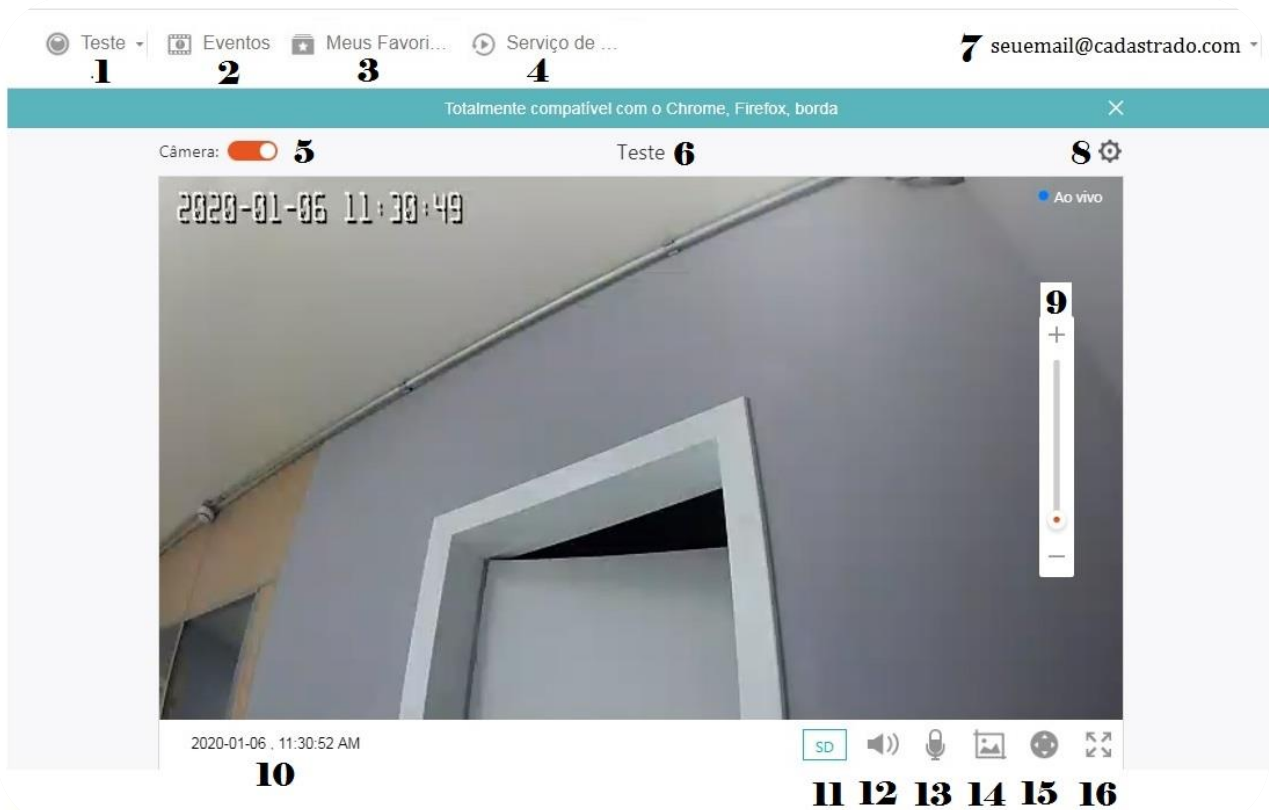 Teste Eventos Meus Favori... Serviço de ... 7 seuemail@cadastrado.com
1 2 3 4
Totalmente compatível com o Chrome, Firefox, borda
Câmera: 5 Teste 6 8
2020-01-06 11:30:49
Ao vivo
9
2020-01-06 , 11:30:52 AM SD
10 11 12 13 14 15 16